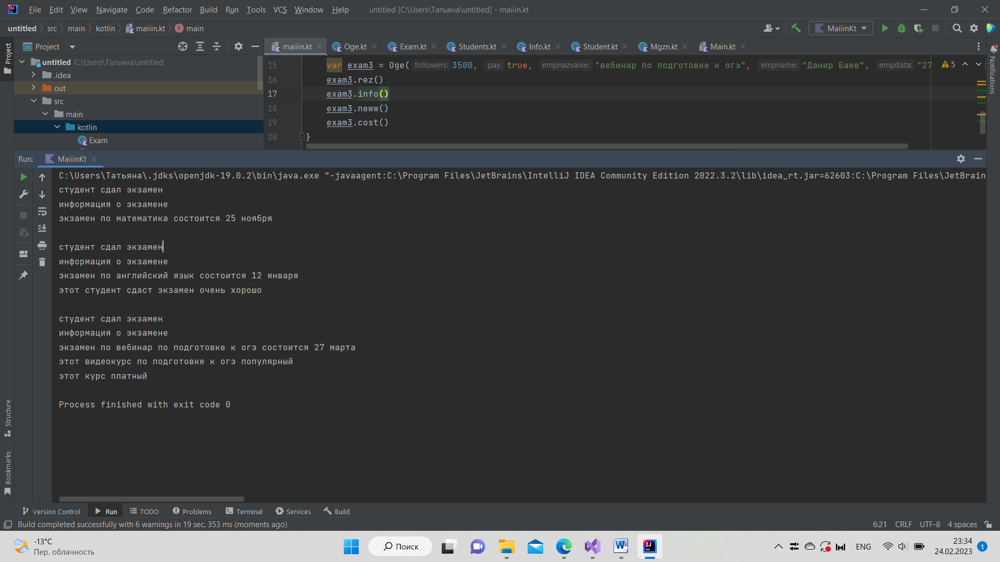 File Edit View Navigate Code Refactor Build Run Tools VCS Window Help untitled [C:\Users\Татьяна\untitled] - maiiin.kt
untitled src main kotlin maiiin.kt main MaiiinKt
Project maiiin.kt Oge.kt Exam.kt Students.kt Info.kt Student.kt Mgzn.kt Main.kt
Project
Notifications
untitled C:\Users\Татьяна\untitled
.idea
out
src
main
kotlin
Exam
15 var exam3 = Oge( followers: 3500, pay: true, empnazvanie: "вебинар по подготовке к огэ", empname: "Данир Баев", empdata: "27 5
16 exam3.rez()
17 exam3.info()
18 exam3.neww()
19 exam3.cost()
20 }
Run: MaiiinKt
C:\Users\Татьяна\.jdks\openjdk-19.0.2\bin\java.exe "-javaagent:C:\Program Files\JetBrains\IntelliJ IDEA Community Edition 2022.3.2\lib\idea_rt.jar=62603:C:\Program Files\JetBrain
студент сдал экзамен
информация о экзамене
экзамен по математика состоится 25 ноября
студент сдал экзамен
информация о экзамене
экзамен по английский язык состоится 12 января
этот студент сдаст экзамен очень хорошо
студент сдал экзамен
информация о экзамене
экзамен по вебинар по подготовке к огэ состоится 27 марта
этот видеокурс по подготовке к огэ популярный
этот курс платный
Process finished with exit code 0
Structure
Bookmarks
Version Control Run TODO Problems Terminal Services Build
Build completed successfully with 6 warnings in 19 sec, 353 ms (moments ago) 6:21 CRLF UTF-8 4 spaces
-13°C
Пер. облачность
Поиск
ENG
23:34
24.02.2023
1